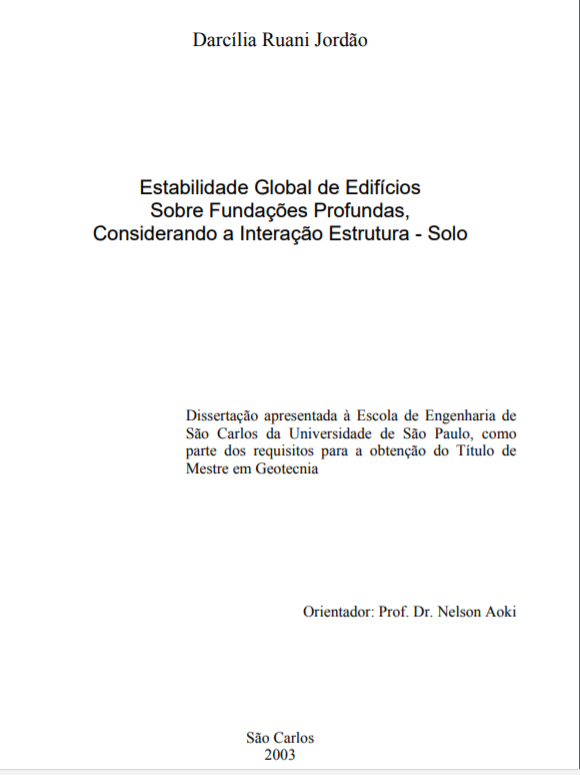 Darcília Ruani Jordão
Estabilidade Global de Edifícios
Sobre Fundações Profundas,
Considerando a Interação Estrutura - Solo
Dissertação apresentada à Escola de Engenharia de
São Carlos da Universidade de São Paulo, como
parte dos requisitos para a obtenção do Título de
Mestre em Geotecnia
Orientador: Prof. Dr. Nelson Aoki
São Carlos
2003